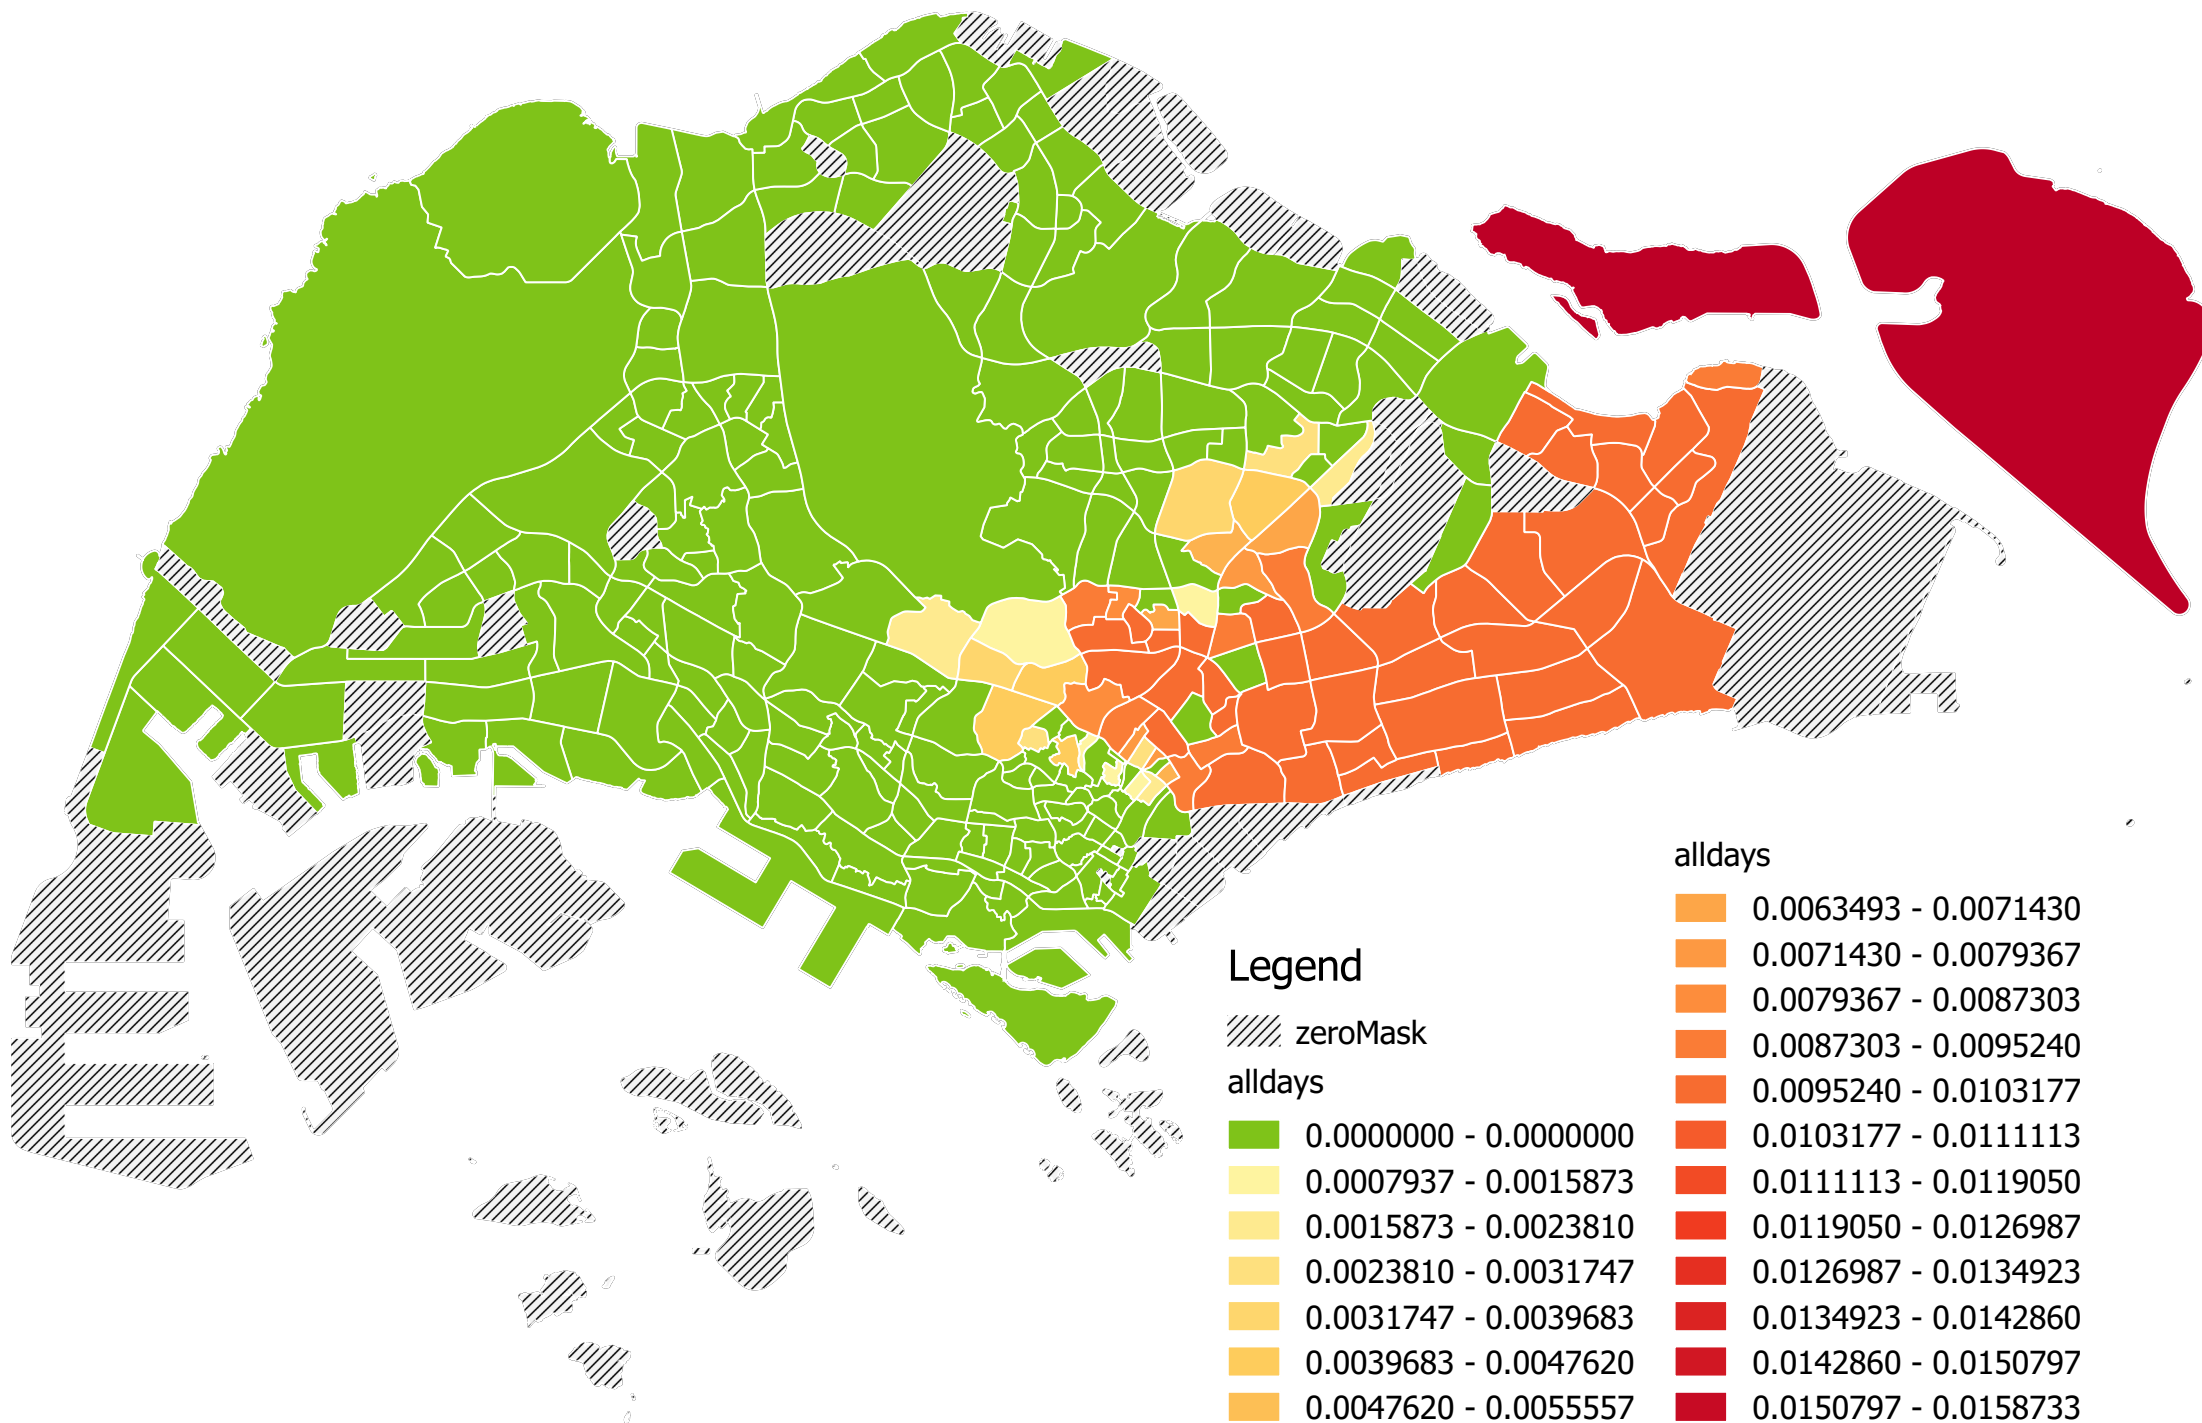 Legend
zeroMask
alldays
0.0000000 - 0.0000000
0.0007937 - 0.0015873
0.0015873 - 0.0023810
0.0023810 - 0.0031747
0.0031747 - 0.0039683
0.0039683 - 0.0047620
0.0047620 - 0.0055557
alldays
0.0063493 - 0.0071430
0.0071430 - 0.0079367
0.0079367 - 0.0087303
0.0087303 - 0.0095240
0.0095240 - 0.0103177
0.0103177 - 0.0111113
0.0111113 - 0.0119050
0.0119050 - 0.0126987
0.0126987 - 0.0134923
0.0134923 - 0.0142860
0.0142860 - 0.0150797
0.0150797 - 0.0158733